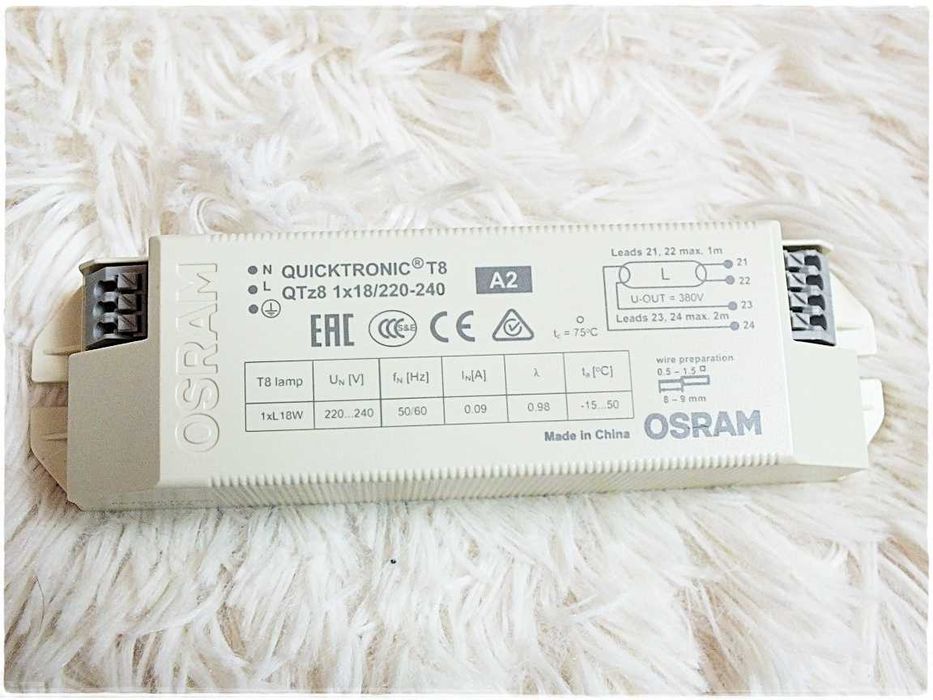 OSRAM
N QUICKTRONIC® T8
L QTz8 1x18/220-240
A2
EAC CCC S&E CE
tc = 75°C
Leads 21, 22 max. 1m
L
21
22
U-OUT = 380V
23
Leads 23, 24 max. 2m
24
T8 lamp UN [V] fN [Hz] IN[A] λ ta [°C]
1xL18W 220...240 50/60 0.09 0.98 -15...50
wire preparation
0.5 - 1.5
8 - 9 mm
Made in China OSRAM